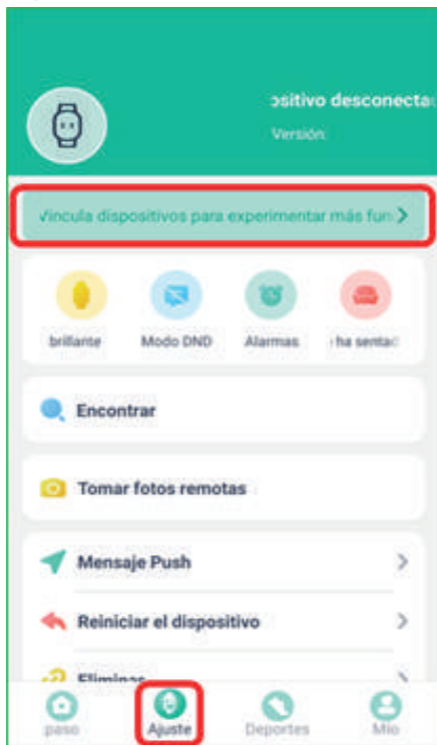 desconecta
Versión
Vincula dispositivos para experimentar más fun
brillante
Modo DND
Alarmas
ha sentad
Encontrar
Tomar fotos remotas
Mensaje Push
Reiniciar el dispositivo
paso
Ajuste
Deportes
Mío